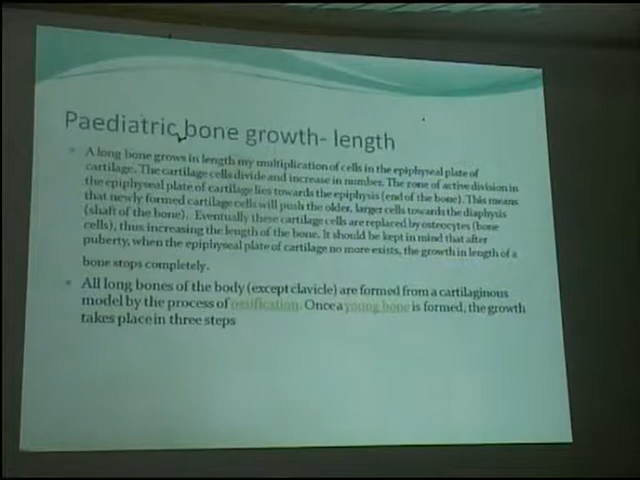 Paediatric bone growth- length
A long bone grows in length my multiplication of cells in the epiphyseal plate of
cartilage. The cartilage cells divide and increase in number. The zone of active division in
the epiphyseal plate of cartilage lies towards the epiphysis (end of the bone). This means
that newly formed cartilage cells will push the older, larger cells towards the diaphysis
(shaft of the bone). Eventually these cartilage cells are replaced by osteocytes (bone
cells), thus increasing the length of the bone. It should be kept in mind that after
puberty, when the epiphyseal plate of cartilage no more exists, the growth in length of a
bone stops completely.
All long bones of the body (except clavicle) are formed from a cartilaginous
model by the process of ossification. Once a young bone is formed, the growth
takes place in three steps